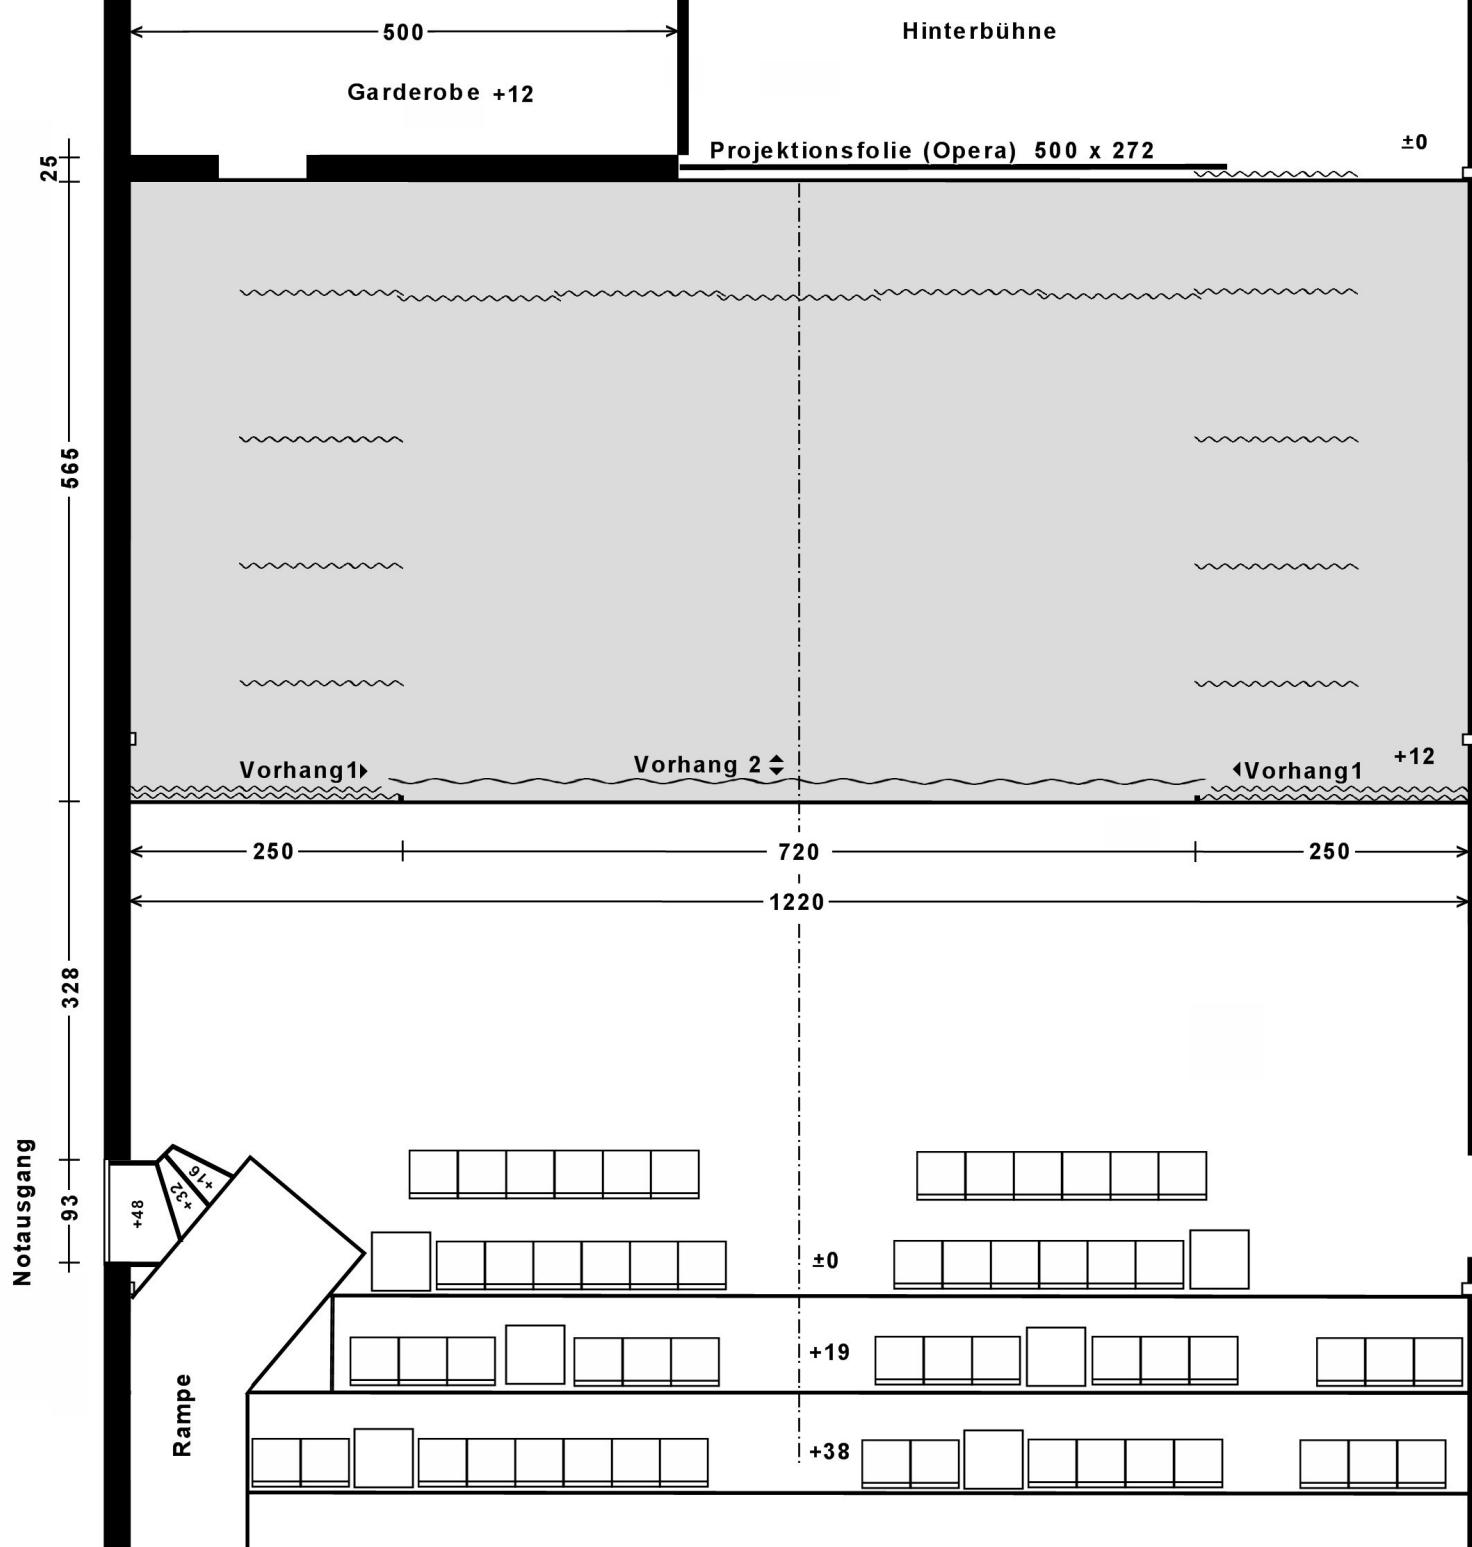 500
Hinterbühne
Garderobe +12
±0
25
Projektionsfolie (Opera) 500 x 272
565
Vorhang1
Vorhang 2
Vorhang1
+12
250
720
250
1220
328
Notausgang
93
+48
+32
+16
±0
+19
Rampe
+38